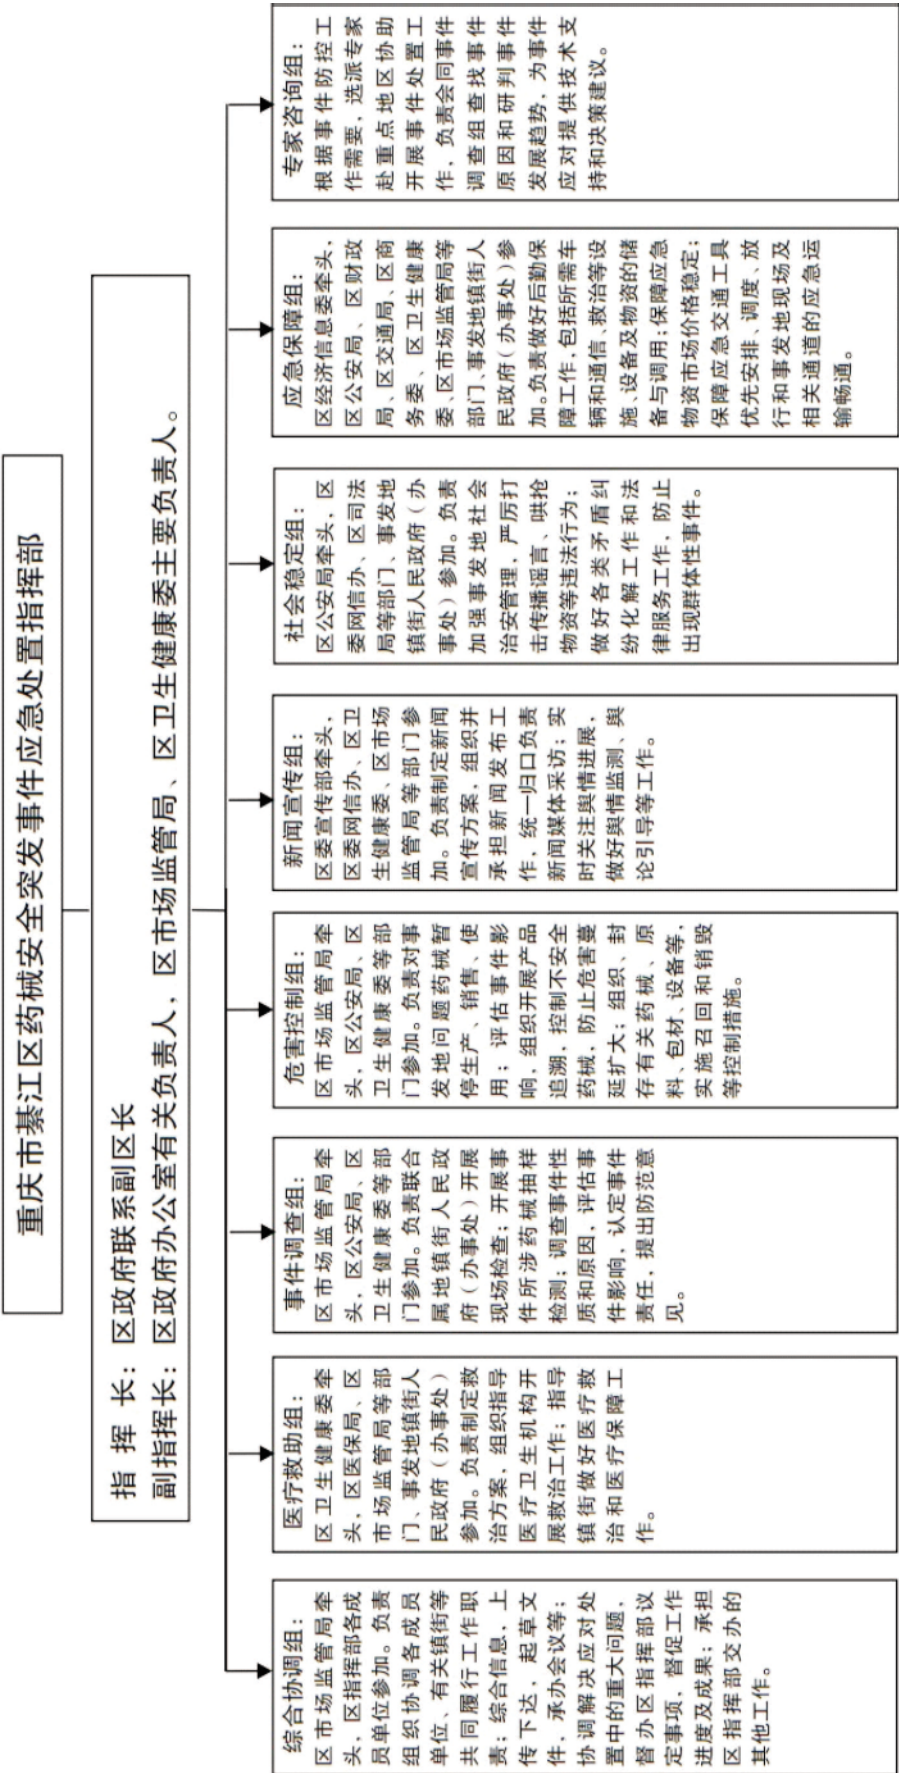 重庆市綦江区药械安全突发事件应急处置指挥部
指 挥 长：区政府联系副区长
副指挥长：区政府办公室有关负责人，区市场监管局、区卫生健康委主要负责人。
综合协调组：
区市场监管局牵
头，区指挥部各成
员单位参加。负责
组织协调各成员
单位、有关镇街等
共同履行工作职
责；综合信息、上
传下达，起草文
件，承办会议等；
协调解决应对处
置中的重大问题、
督办区指挥部议
定事项，督促工作
进度及成果；承担
区指挥部交办的
其他工作。
医疗救助组：
区卫生健康委牵
头，区医保局、区
市场监管局等部
门、事发地镇街人
民政府（办事处）
参加。负责制定救
治方案，组织指导
医疗卫生机构开
展救治工作；指导
镇街做好医疗救
治和医疗保障工
作。
事件调查组：
区市场监管局牵
头，区公安局、区
卫生健康委等部
门参加。负责联合
属地镇街人民政
府（办事处）开展
现场检查；开展事
件所涉药械抽样
检测；调查事件性
质和原因，评估事
件影响，认定事件
责任，提出防范意
见。
危害控制组：
区市场监管局牵
头，区公安局、区
卫生健康委等部
门参加。负责对事
发地问题药械暂
停生产、销售、使
用；评估事件影
响，组织开展产品
追溯，控制不安全
药械，防止危害蔓
延扩大；组织、封
存有关药械、原
料、包材、设备等，
实施召回和销毁
等控制措施。
新闻宣传组：
区委宣传部牵头，
区委网信办、区卫
生健康委、区市场
监管局等部门参
加。负责制定新闻
宣传方案，组织并
承担新闻发布工
作，统一归口负责
新闻媒体采访；实
时关注舆情进展，
做好舆情监测、舆
论引导等工作。
社会稳定组：
区公安局牵头，区
委网信办、区司法
局等部门、事发地
镇街人民政府（办
事处）参加。负责
加强事发地社会
治安管理，严厉打
击传播谣言、哄抢
物资等违法行为；
做好各类矛盾纠
纷化解工作和法
律服务工作，防止
出现群体性事件。
应急保障组：
区经济信息委牵头，
区公安局、区财政
局、区交通局、区商
务委、区卫生健康
委、区市场监管局等
部门、事发地镇街人
民政府（办事处）参
加。负责做好后勤保
障工作，包括所需车
辆和通信、救治等设
施、设备及物资的储
备与调用；保障应急
物资市场价格稳定；
保障应急交通工具
优先安排、调度、放
行和事发地现场及
相关通道的应急运
输畅通。
专家咨询组：
根据事件防控工
作需要，选派专家
赴重点地区协助
开展事件处置工
作，负责会同事件
调查组查找事件
原因和研判事件
发展趋势，为事件
应对提供技术支
持和决策建议。